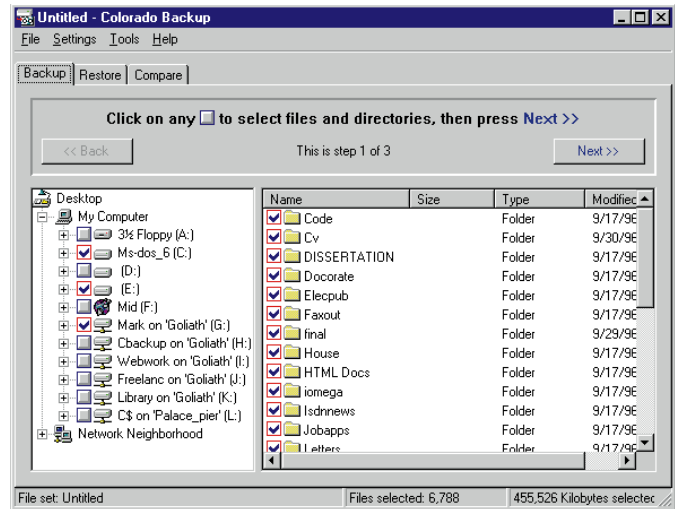 Untitled - Colorado Backup
File Settings Tools Help
Backup Restore Compare
Click on any to select files and directories, then press Next >>
<< Back This is step 1 of 3 Next >>
Desktop
My Computer
3½ Floppy (A:)
Ms-dos_6 (C:)
(D:)
(E:)
Mid (F:)
Mark on 'Goliath' (G:)
Cbackup on 'Goliath' (H:)
Webwork on 'Goliath' (I:)
Freelanc on 'Goliath' (J:)
Library on 'Goliath' (K:)
C$ on 'Palace_pier' (L:)
Network Neighborhood
Name Size Type Modified
Code Folder 9/17/96
Cv Folder 9/30/96
DISSERTATION Folder 9/17/96
Docorate Folder 9/17/96
Elecpub Folder 9/17/96
Faxout Folder 9/17/96
final Folder 9/29/96
House Folder 9/17/96
HTML Docs Folder 9/17/96
iomega Folder 9/17/96
Isdnnews Folder 9/17/96
Jobapps Folder 9/17/96
Letters Folder 9/17/96
File set: Untitled Files selected: 6,788 455,526 Kilobytes selected